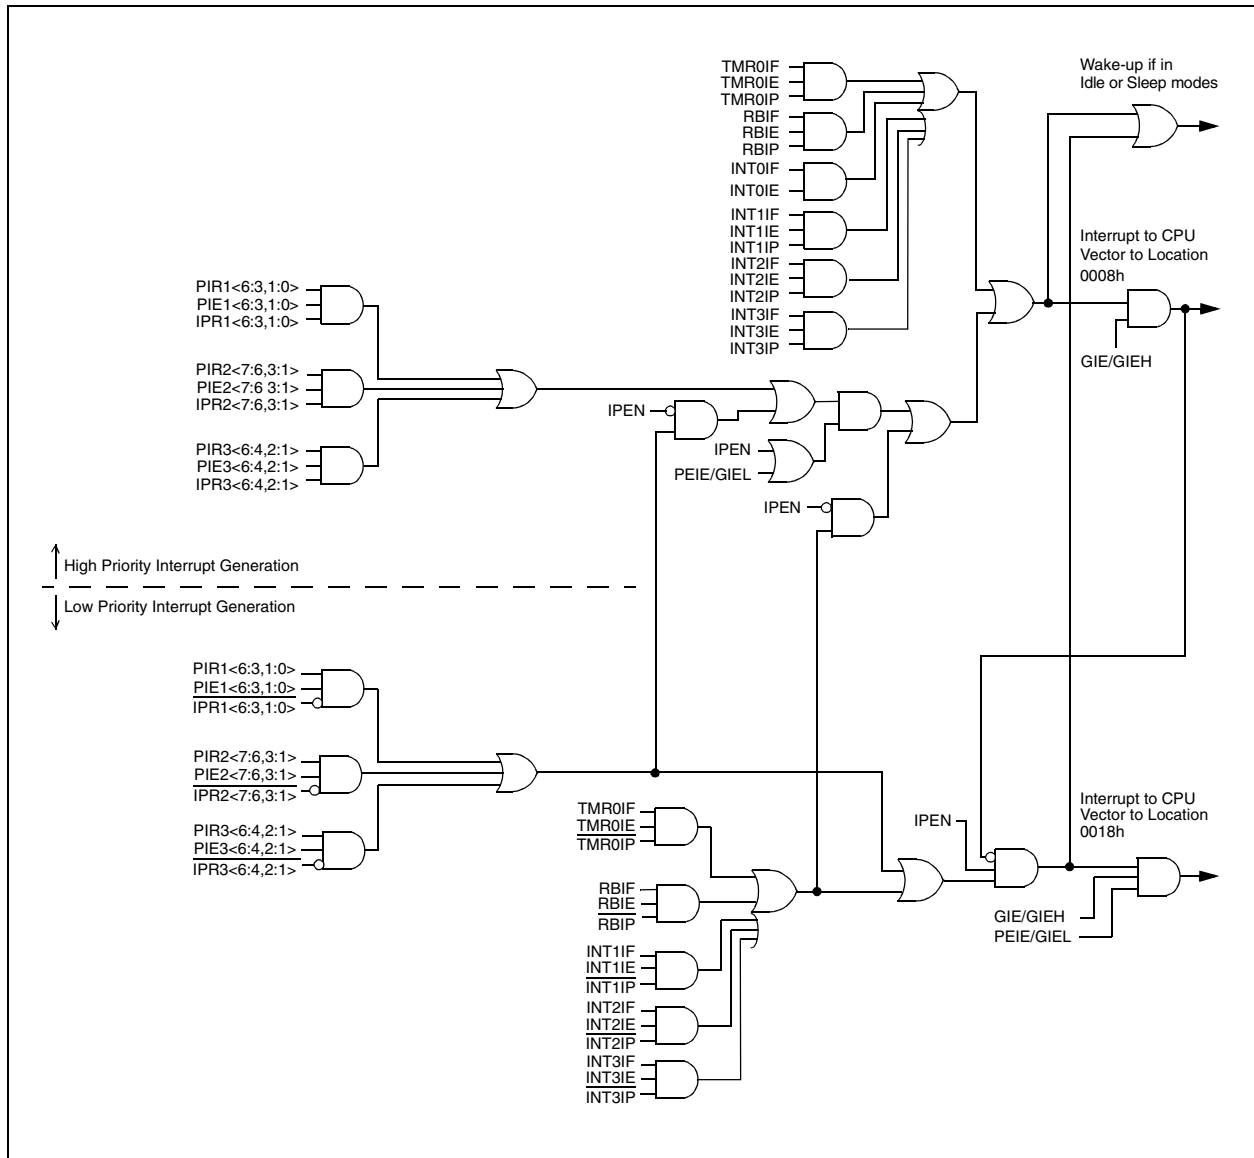 TMR0IF
TMR0IE
TMR0IP
RBIF
RBIE
RBIP
INT0IF
INT0IE
INT1IF
INT1IE
INT1IP
INT2IF
INT2IE
INT2IP
INT3IF
INT3IE
INT3IP
Wake-up if in
Idle or Sleep modes
Interrupt to CPU
Vector to Location
0008h
GIE/GIEH
PIR1<6:3,1:0>
PIE1<6:3,1:0>
IPR1<6:3,1:0>
PIR2<7:6,3:1>
PIE2<7:6 3:1>
IPR2<7:6,3:1>
PIR3<6:4,2:1>
PIE3<6:4,2:1>
IPR3<6:4,2:1>
IPEN
IPEN
PEIE/GIEL
IPEN
High Priority Interrupt Generation
Low Priority Interrupt Generation
PIR1<6:3,1:0>
PIE1<6:3,1:0>
IPR1<6:3,1:0>
PIR2<7:6,3:1>
PIE2<7:6,3:1>
IPR2<7:6,3:1>
PIR3<6:4,2:1>
PIE3<6:4,2:1>
IPR3<6:4,2:1>
TMR0IF
TMR0IE
TMR0IP
RBIF
RBIE
RBIP
INT1IF
INT1IE
INT1IP
INT2IF
INT2IE
INT2IP
INT3IF
INT3IE
INT3IP
IPEN
Interrupt to CPU
Vector to Location
0018h
GIE/GIEH
PEIE/GIEL